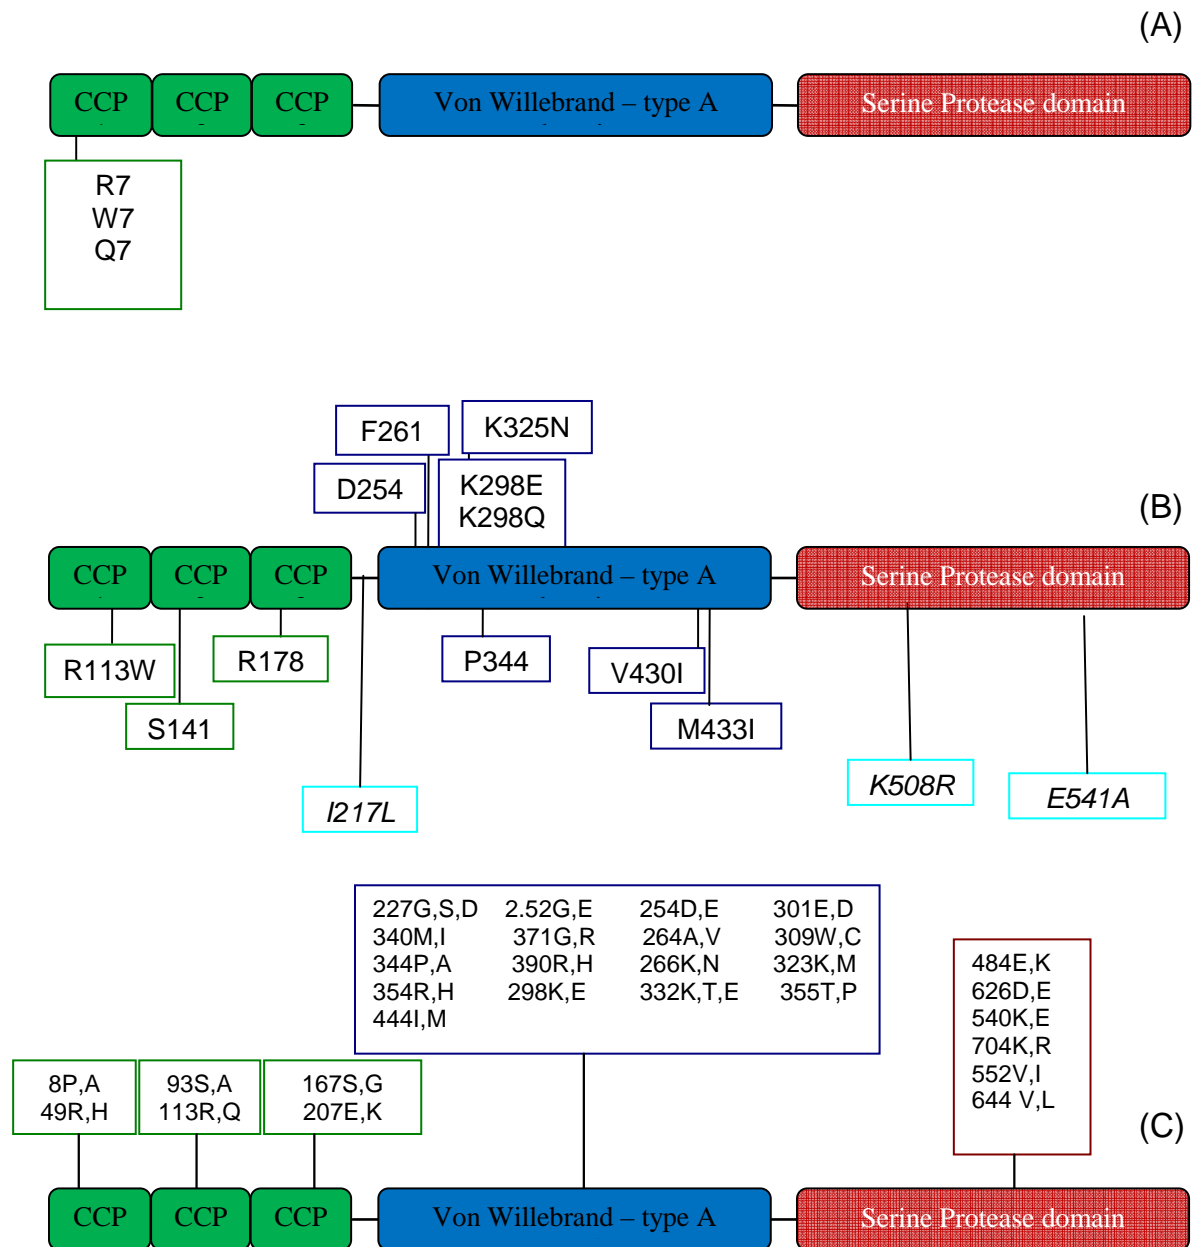 (A)
CCP CCP CCP Von Willebrand – type A Serine Protease domain
R7
W7
Q7
F261 K325N
D254 K298E
K298Q
(B)
CCP CCP CCP Von Willebrand – type A Serine Protease domain
R113W R178 P344 V430I
S141 M433I
I217L K508R E541A
227G,S,D 2.52G,E 254D,E 301E,D
340M,I 371G,R 264A,V 309W,C
344P,A 390R,H 266K,N 323K,M
354R,H 298K,E 332K,T,E 355T,P
444I,M
484E,K
626D,E
540K,E
704K,R
552V,I
644 V,L
8P,A 93S,A 167S,G
49R,H 113R,Q 207E,K
(C)
CCP CCP CCP Von Willebrand – type A Serine Protease domain